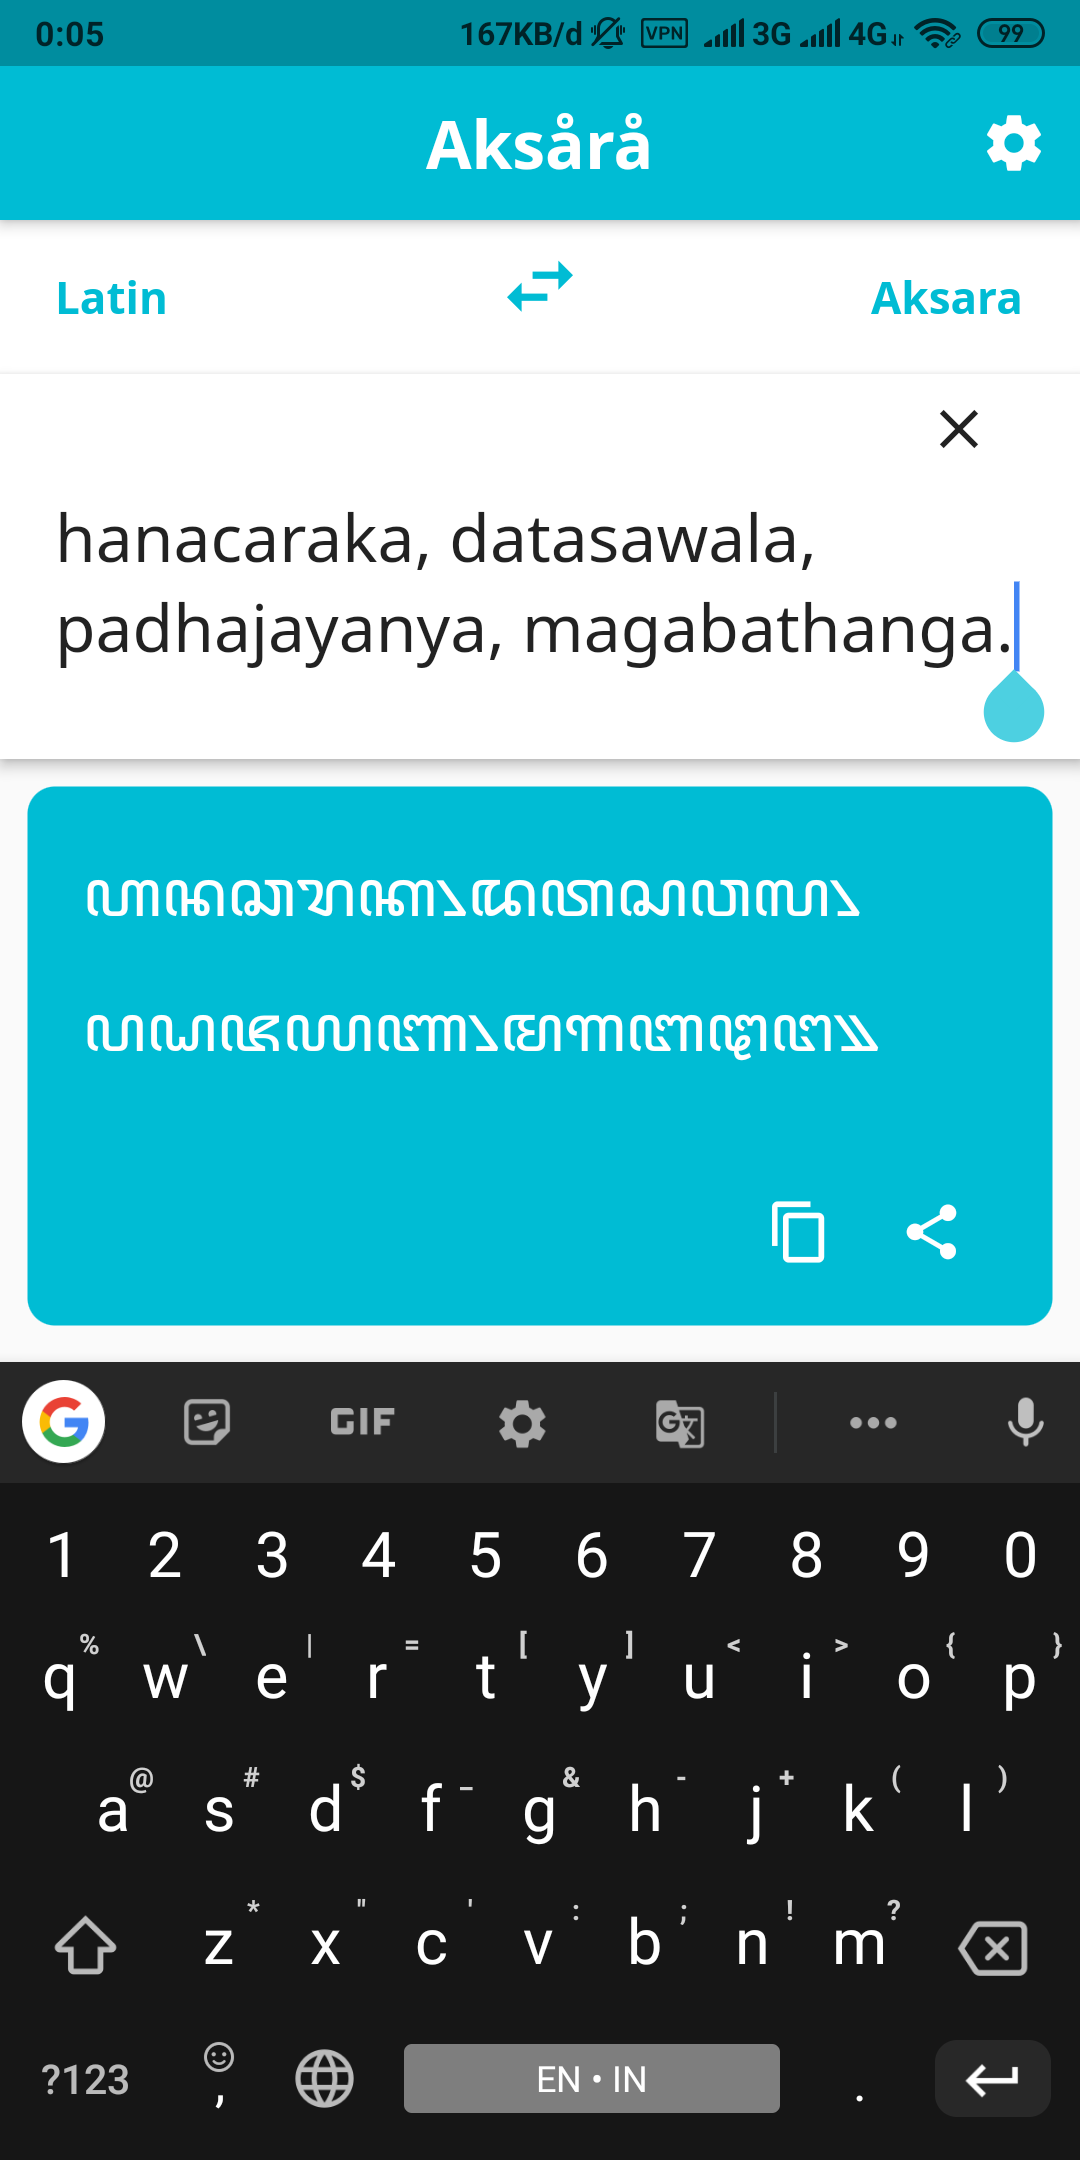 0:05 167KB/d VPN 3G 4G 99
Aksårå
Latin Aksara
hanacaraka, datasawala,
padhajayanya, magabathanga.
ꦲꦤꦕꦫꦏ꧈ꦢꦠꦱꦮꦭ꧈
ꦥꦝꦗꦪꦚ꧈ꦩꦒꦧꦛꦔ꧉
G GIF G
1 2 3 4 5 6 7 8 9 0
% \ | = [ ] < > { }
q w e r t y u i o p
@ # $ _ & - + ( )
a s d f g h j k l
* " ' : ; ! ?
z x c v b n m
?123 , EN • IN .